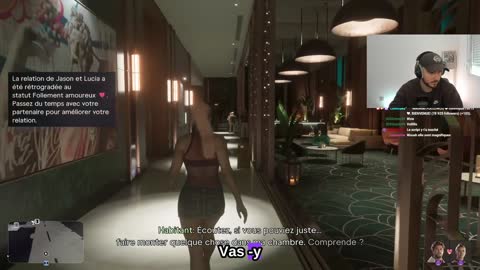 La relation de Jason et Lucia a
été rétrogradée au
statut Follement amoureux
Passez du temps avec votre
partenaire pour améliorer votre
relation.
Habitant: Écoutez, si vous pouviez juste..
faire monter quelque chose dans ma chambre. Comprende ?
Vas -y